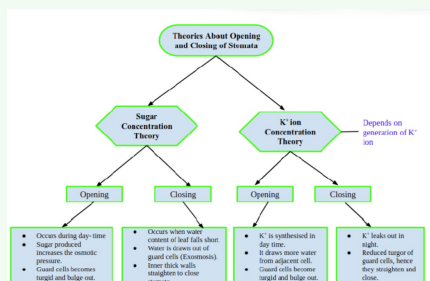 Theories About Opening
and Closing of Stomata
Sugar
Concentration
Theory
K+ ion
Concentration
Theory
Depends on
generation of K+
ion
Opening
Closing
Opening
Closing
• Occurs during day- time
• Sugar produced
increases the osmotic
pressure.
• Guard cells becomes
turgid and bulge out.
• Occurs when water
content of leaf falls short
• Water is drawn out of
guard cells (Exosmosis).
• Inner thick walls
straighten to close
• K+ is synthesised in
day time.
• It draws more water
from adjacent cell.
• Guard cells become
turgid and bulge out.
• K+ leaks out in
night.
• Reduced turgor of
guard cells, hence
they straighten and
close.